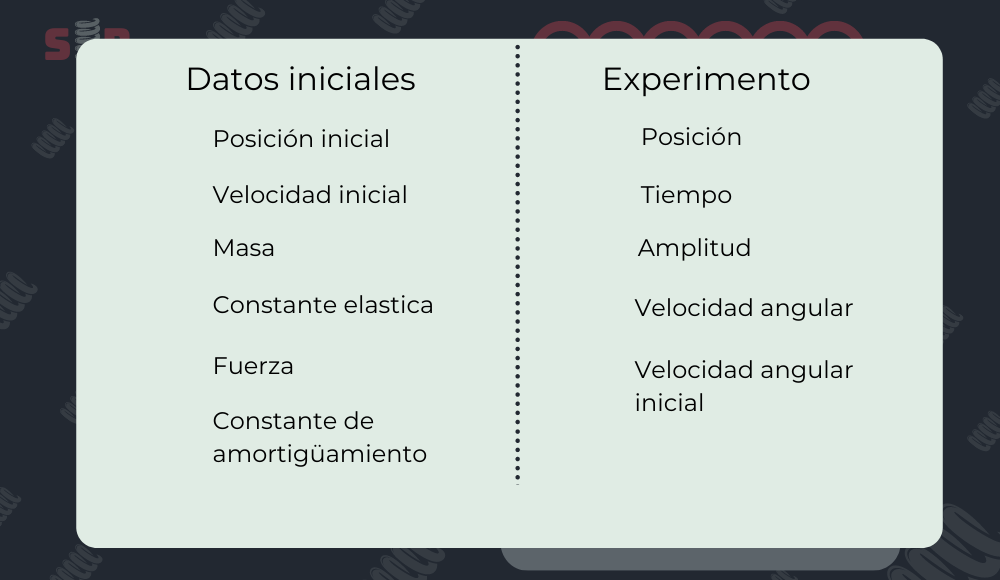 Datos iniciales
Posición inicial
Velocidad inicial
Masa
Constante elastica
Fuerza
Constante de
amortigüamiento
Experimento
Posición
Tiempo
Amplitud
Velocidad angular
Velocidad angular
inicial